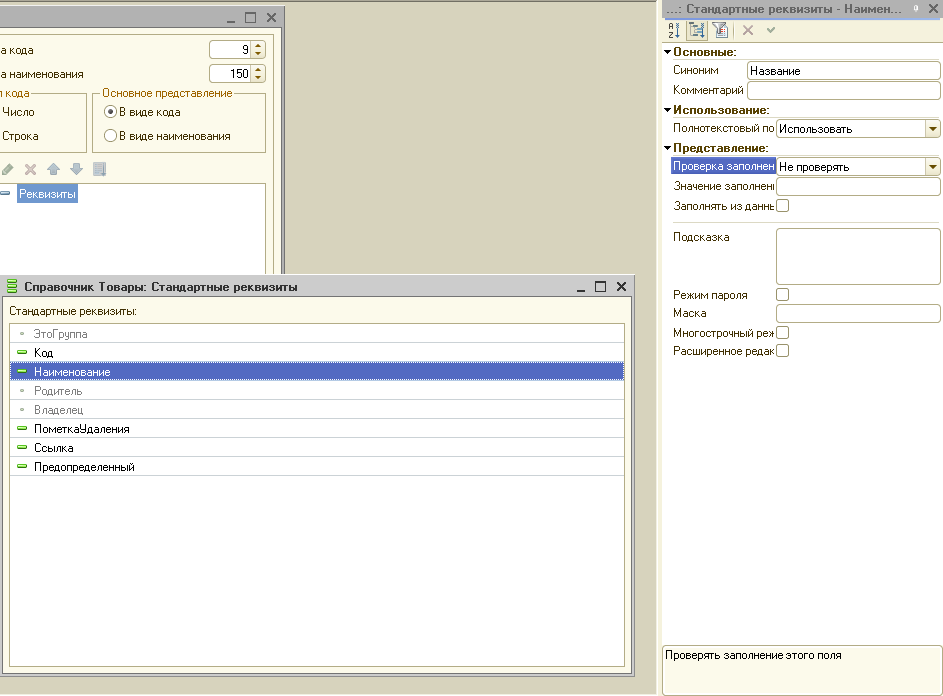 ...: Стандартные реквизиты - Наимен...
а кода
9
а наименования
150
п кода
Число
Строка
Основное представление
В виде кода
В виде наименования
Реквизиты
Справочник Товары: Стандартные реквизиты
Стандартные реквизиты:
ЭтоГруппа
Код
Наименование
Родитель
Владелец
ПометкаУдаления
Ссылка
Предопределенный
Основные:
Синоним
Название
Комментарий
Использование:
Полнотекстовый по
Использовать
Представление:
Проверка заполнен
Не проверять
Значение заполнени
Заполнять из даннь
Подсказка
Режим пароля
Маска
Многострочный реж
Расширенное редак
Проверять заполнение этого поля